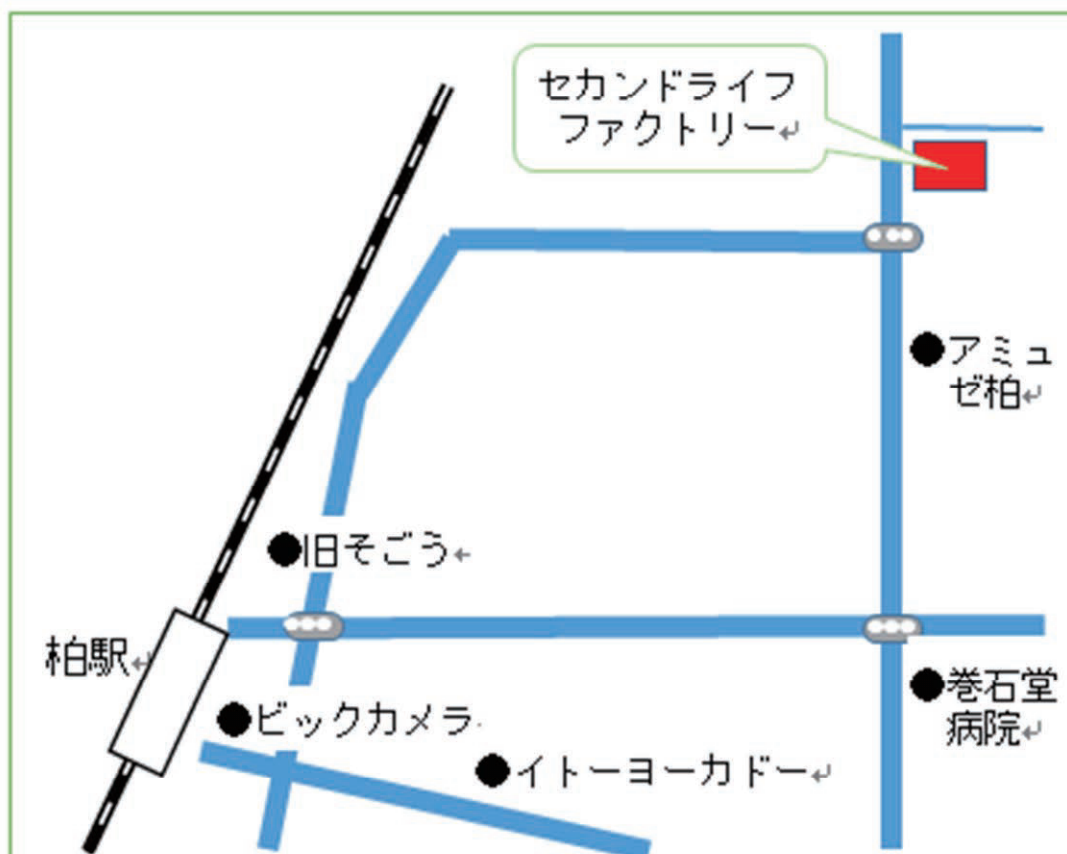 セカンドライフ
ファクトリー↵
●アミュ
ゼ柏↵
●旧そごう↵
柏駅↵
●ビックカメラ
●巻石堂
病院↵
●イトーヨーカドー↵